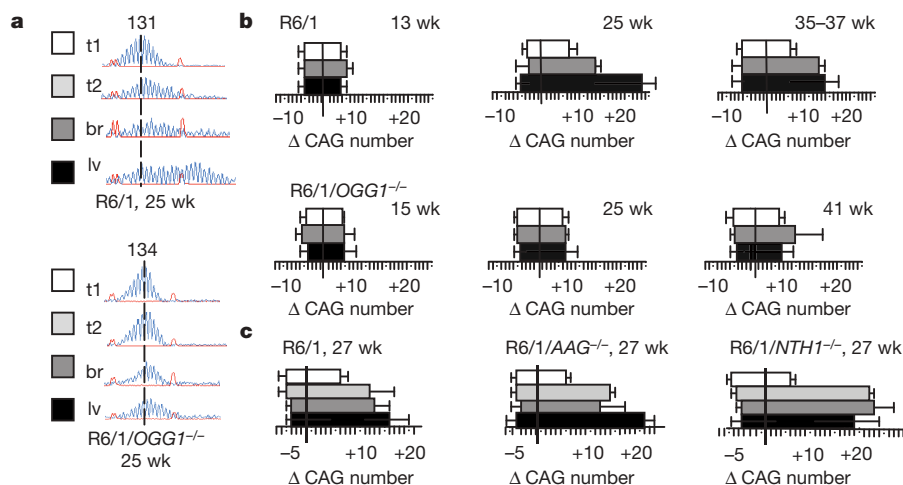 a
131
t1
t2
br
lv
R6/1, 25 wk
134
t1
t2
br
lv
R6/1/OGG1–/–
25 wk
b
R6/1
13 wk
25 wk
35–37 wk
–10
+10
+20
–10
+10
+20
–10
+10
+20
Δ CAG number
Δ CAG number
Δ CAG number
R6/1/OGG1–/–
15 wk
25 wk
41 wk
–10
+10
+20
–10
+10
+20
–10
+10
+20
Δ CAG number
Δ CAG number
Δ CAG number
c
R6/1, 27 wk
R6/1/AAG–/–, 27 wk
R6/1/NTH1–/–, 27 wk
–5
+10
+20
–5
+10
+20
–5
+10
+20
Δ CAG number
Δ CAG number
Δ CAG number